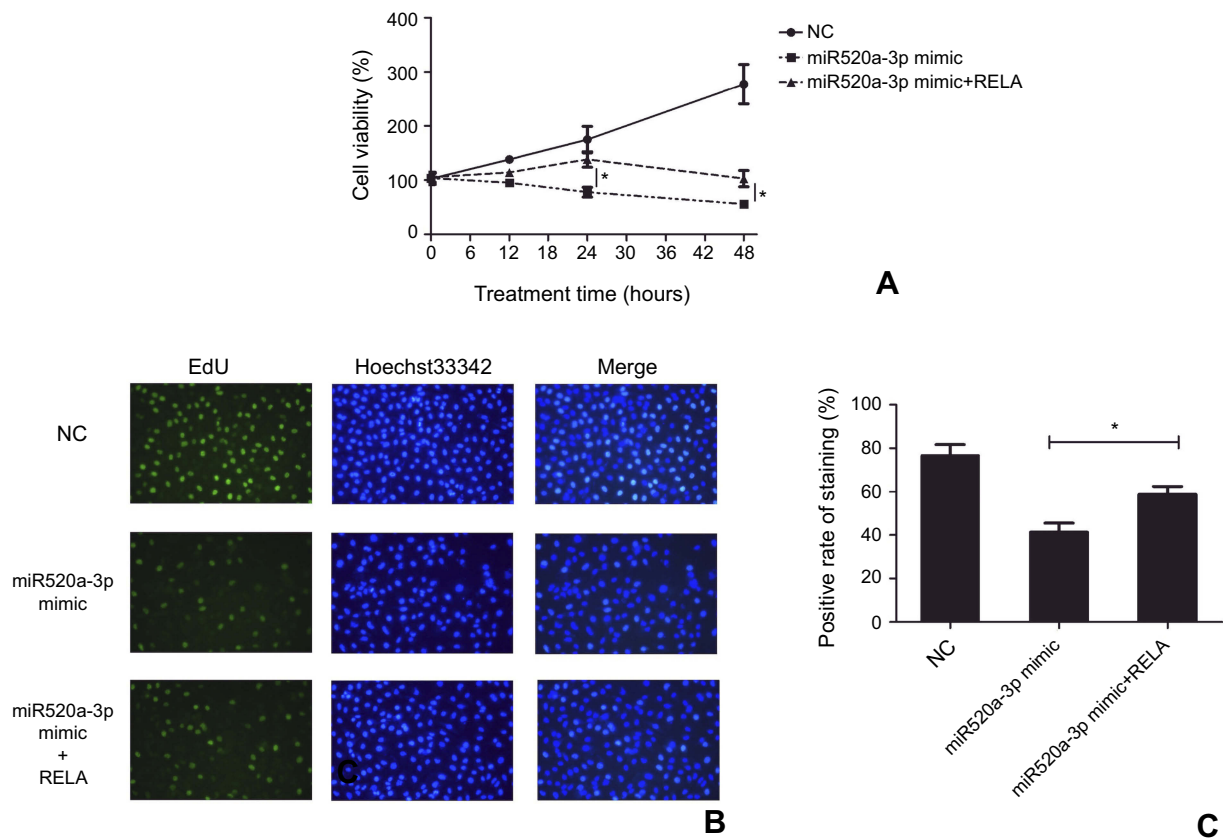 400
300
200
100
0
Cell viability (%)
0 6 12 18 24 30 36 42 48
Treatment time (hours)
NC
miR520a-3p mimic
miR520a-3p mimic+RELA
*
*
A
EdU Hoechst33342 Merge
NC
miR520a-3p
mimic
miR520a-3p
mimic
+
RELA
C
B
100
80
60
40
20
0
Positive rate of staining (%)
*
NC
miR520a-3p mimic
miR520a-3p mimic+RELA
C